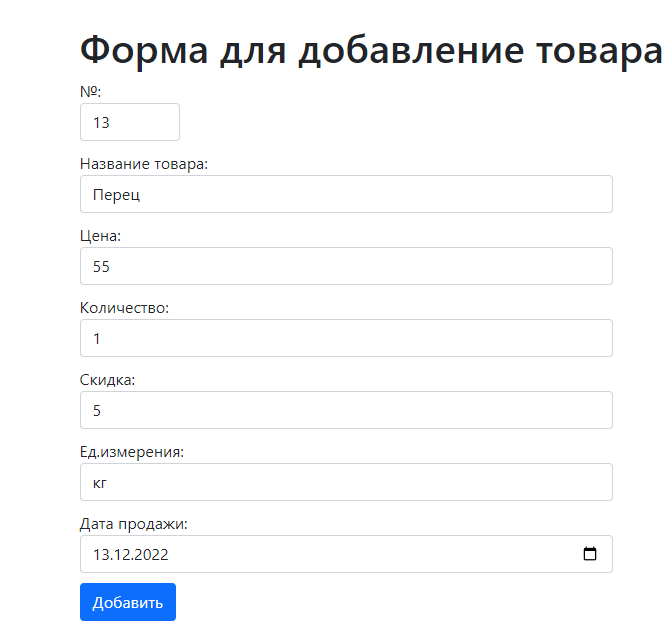 Форма для добавление товара
№:
13
Название товара:
Перец
Цена:
55
Количество:
1
Скидка:
5
Ед.измерения:
кг
Дата продажи:
13.12.2022
Добавить